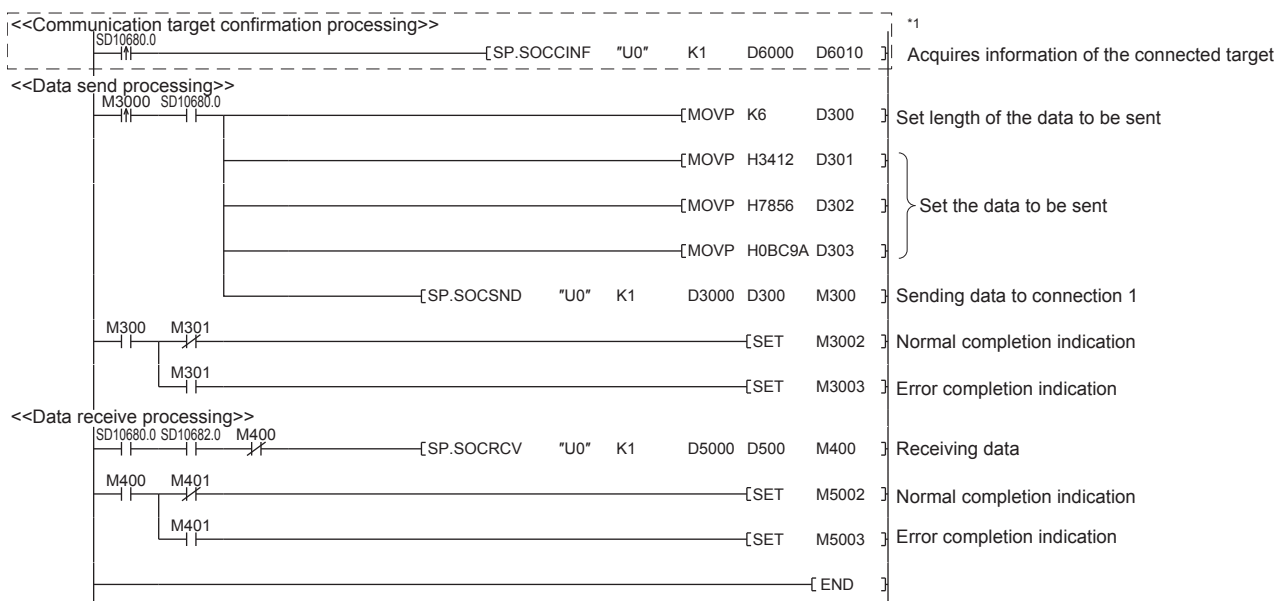 <<Communication target confirmation processing>>
*1
SD10680.0
SP.SOCCINF "U0" K1 D6000 D6010 Acquires information of the connected target
<<Data send processing>>
M3000 SD10680.0
MOVP K6 D300 Set length of the data to be sent
MOVP H3412 D301
MOVP H7856 D302 Set the data to be sent
MOVP H0BC9A D303
SP.SOCSND "U0" K1 D3000 D300 M300 Sending data to connection 1
M300 M301
SET M3002 Normal completion indication
M301
SET M3003 Error completion indication
<<Data receive processing>>
SD10680.0 SD10682.0 M400
SP.SOCRCV "U0" K1 D5000 D500 M400 Receiving data
M400 M401
SET M5002 Normal completion indication
M401
SET M5003 Error completion indication
END